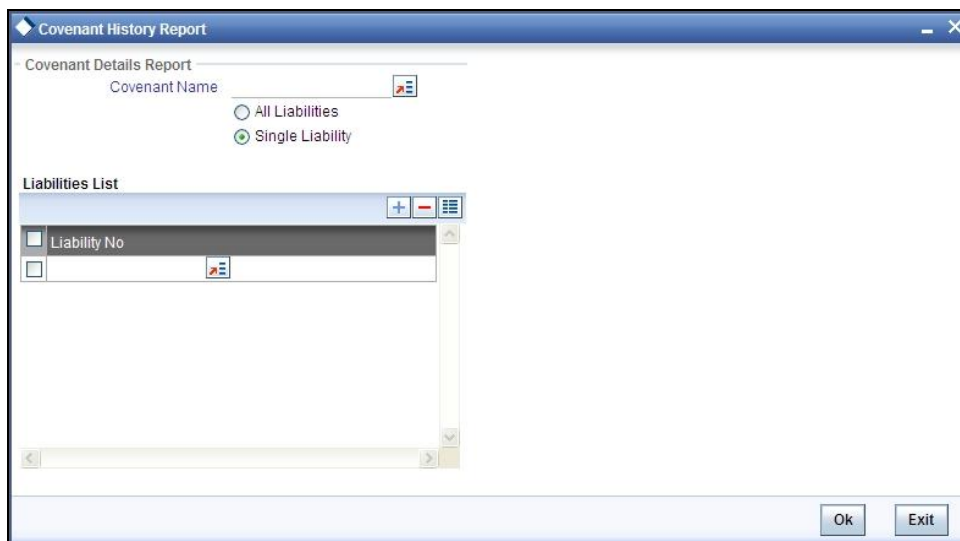 Covenant History Report
Covenant Details Report
Covenant Name
All Liabilities
Single Liability
Liabilities List
Liability No
Ok
Exit